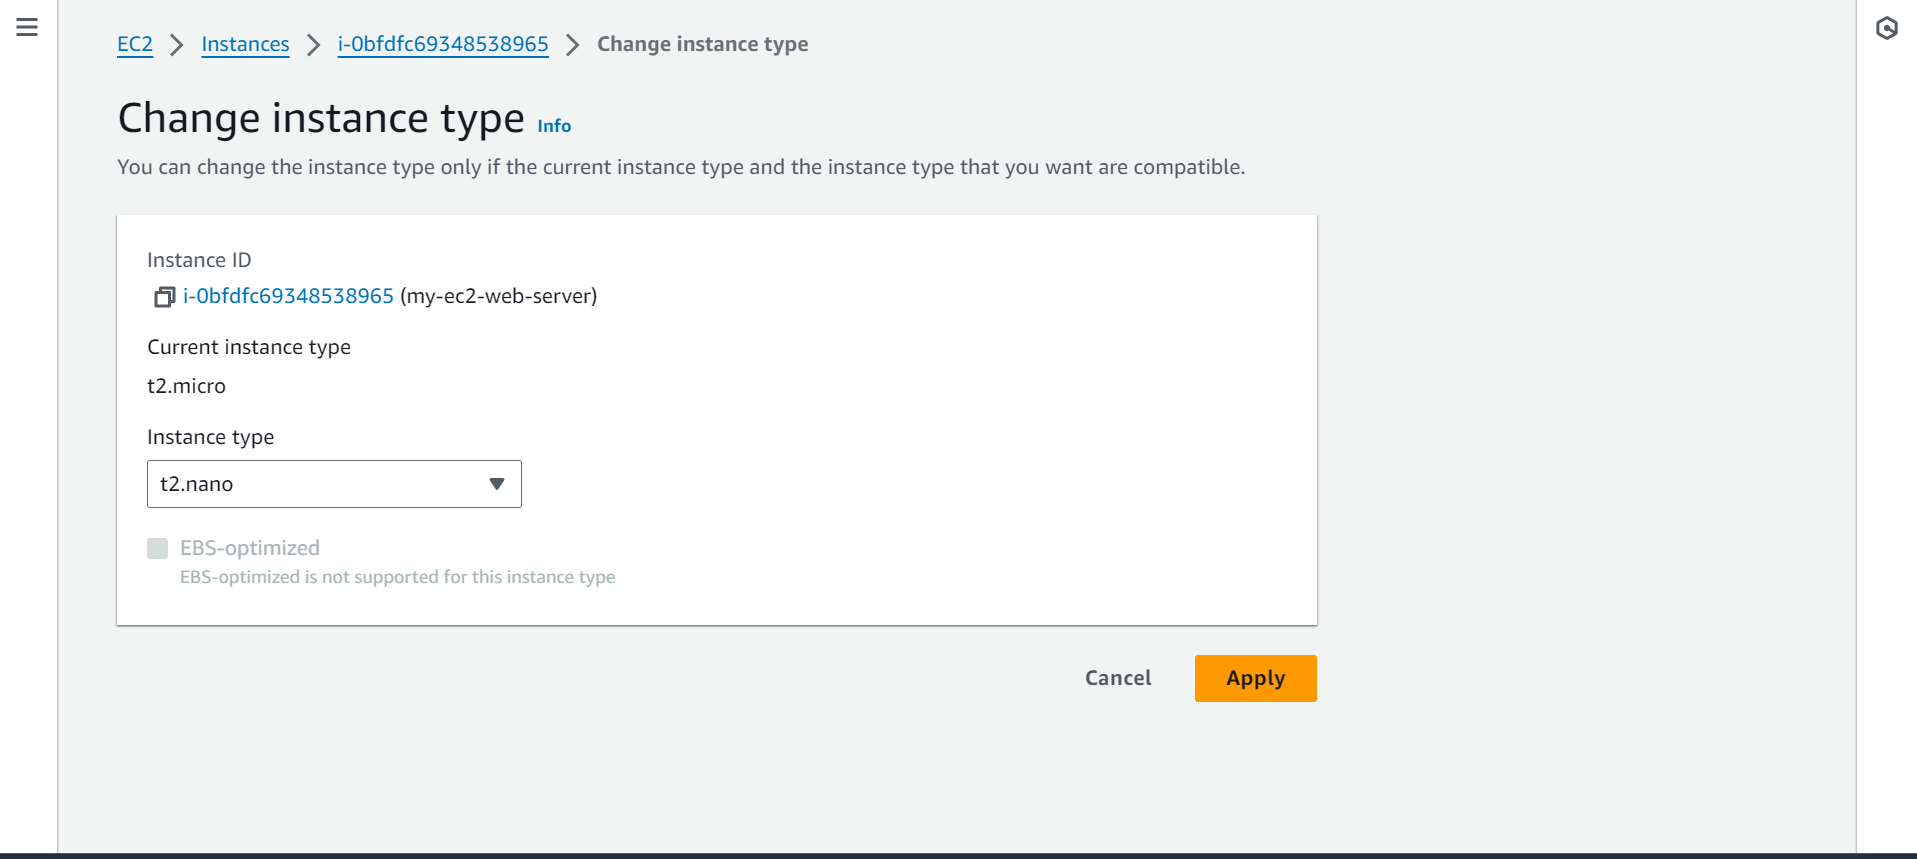 EC2 Instances i-0bfdfc69348538965 Change instance type
Change instance type Info
You can change the instance type only if the current instance type and the instance type that you want are compatible.
Instance ID
i-0bfdfc69348538965 (my-ec2-web-server)
Current instance type
t2.micro
Instance type
t2.nano
EBS-optimized
EBS-optimized is not supported for this instance type
Cancel Apply